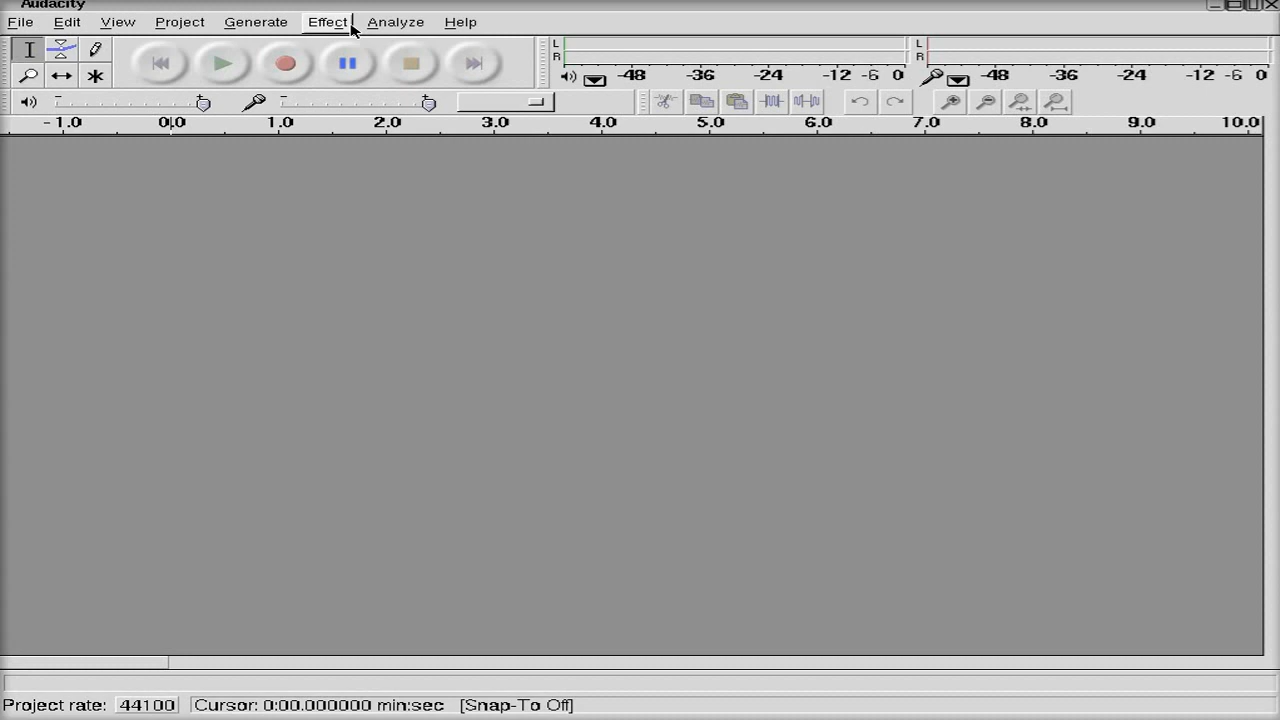 Audacity
File Edit View Project Generate Effect Analyze Help
L
R
-48 -36 -24 -12 -6 0
L
R
-48 -36 -24 -12 -6 0
- + - +
-1.0 0.0 1.0 2.0 3.0 4.0 5.0 6.0 7.0 8.0 9.0 10.0
Project rate: 44100 Cursor: 0:00.000000 min:sec [Snap-To Off]